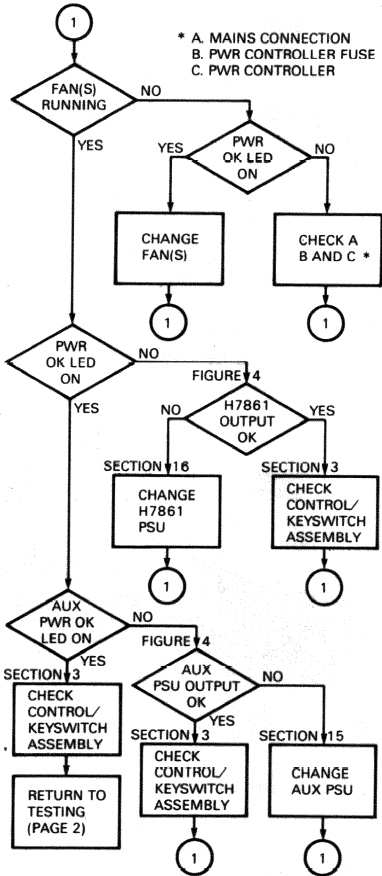 1
* A. MAINS CONNECTION
B. PWR CONTROLLER FUSE
C. PWR CONTROLLER
FAN(S)
RUNNING
NO
YES
PWR
OK LED
ON
YES
NO
CHANGE
FAN(S)
CHECK A
B AND C *
1
1
PWR
OK LED
ON
NO
YES
FIGURE 4
H7861
OUTPUT
OK
NO
YES
SECTION 16
CHANGE
H7861
PSU
SECTION 3
CHECK
CONTROL/
KEYSWITCH
ASSEMBLY
1
1
AUX
PWR OK
LED ON
NO
YES
FIGURE 4
AUX
PSU OUTPUT
OK
NO
YES
SECTION 3
CHECK
CONTROL/
KEYSWITCH
ASSEMBLY
SECTION 3
CHECK
CONTROL/
KEYSWITCH
ASSEMBLY
SECTION 15
CHANGE
AUX PSU
RETURN TO
TESTING
(PAGE 2)
1
1